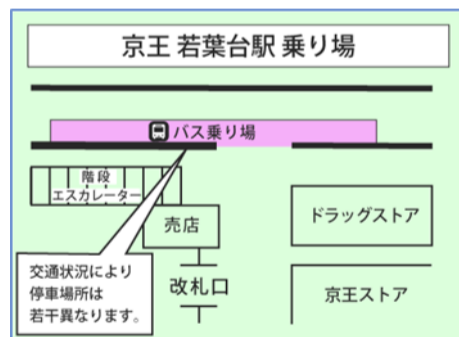 京王 若葉台駅 乗り場
バス乗り場
階段
エスカレーター
売店
ドラッグストア
改札口
京王ストア
交通状況により
停車場所は
若干異なります。